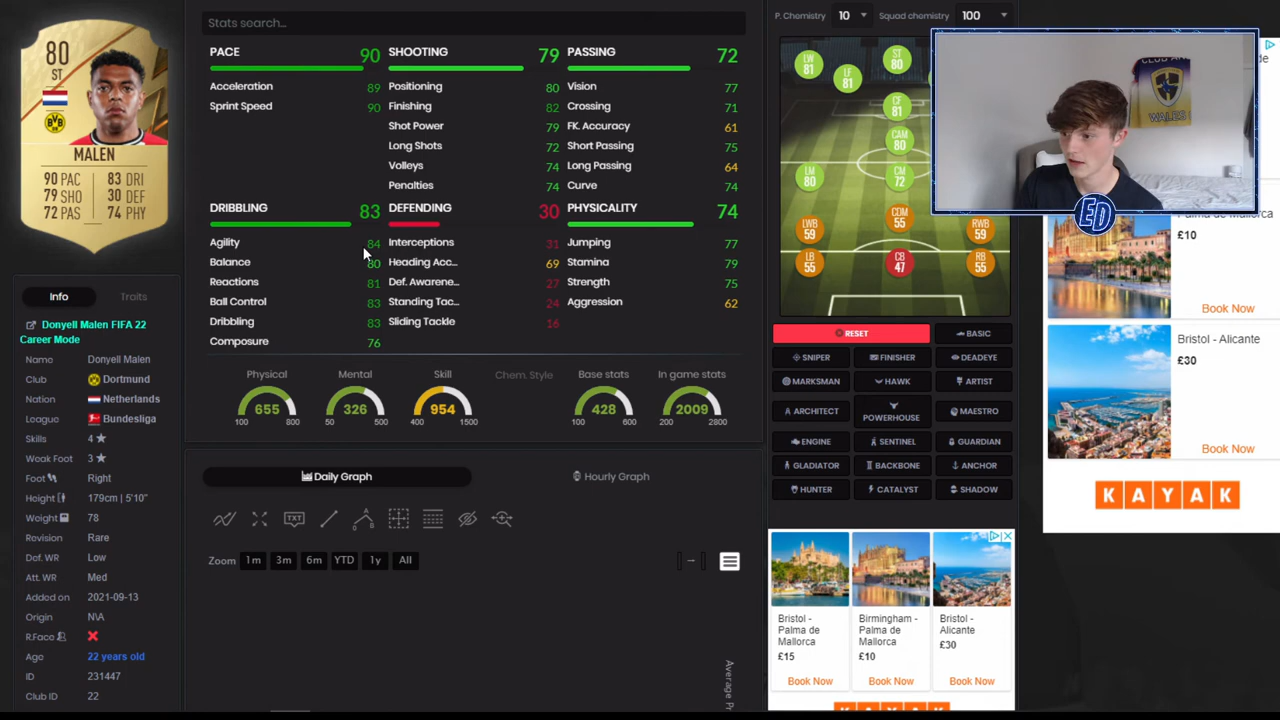 Stats search...
80
ST
BVB
09
MALEN
90 PAC 83 DRI
79 SHO 30 DEF
72 PAS 74 PHY
Info Traits
Donyell Malen FIFA 22
Career Mode
Name Donyell Malen
Club Dortmund
Nation Netherlands
League Bundesliga
Skills 4
Weak Foot 3
Foot Right
Height 179cm | 5'10"
Weight 78
Revision Rare
Def. WR Low
Att. WR Med
Added on 2021-09-13
Origin N\A
R.Face
Age 22 years old
ID 231447
Club ID 22
PACE 90
Acceleration 89
Sprint Speed 90
SHOOTING 79
Positioning 80
Finishing 82
Shot Power 79
Long Shots 72
Volleys 74
Penalties 74
PASSING 72
Vision 77
Crossing 71
FK. Accuracy 61
Short Passing 75
Long Passing 64
Curve 74
DRIBBLING 83
Agility 84
Balance 80
Reactions 81
Ball Control 83
Dribbling 83
Composure 76
DEFENDING 30
Interceptions 31
Heading Acc... 69
Def. Awarene... 27
Standing Tac... 24
Sliding Tackle 16
PHYSICALITY 74
Jumping 77
Stamina 79
Strength 75
Aggression 62
Physical
655
100 800
Mental
326
50 500
Skill
954
400 1500
Chem. Style
Base stats
428
100 600
In game stats
2009
700 2800
Daily Graph Hourly Graph
TXT
Zoom 1m 3m 6m YTD 1y All
→
Average Pr
P. Chemistry 10 Squad chemistry 100
LW
81
LF
81
ST
80
CF
81
CAM
80
LM
80
CM
72
LWB
59
CDM
55
RWB
59
LB
55
CB
47
RB
55
RESET BASIC
SNIPER FINISHER DEADEYE
MARKSMAN HAWK ARTIST
ARCHITECT POWERHOUSE MAESTRO
ENGINE SENTINEL GUARDIAN
GLADIATOR BACKBONE ANCHOR
HUNTER CATALYST SHADOW
WALES
ED
Palma de Mallorca
£10
Book Now
Bristol - Alicante
£30
Book Now
KAYAK
Bristol -
Palma de
Mallorca
£15
Book Now
Birmingham -
Palma de
Mallorca
£10
Book Now
Bristol -
Alicante
£30
Book Now
KAYAK